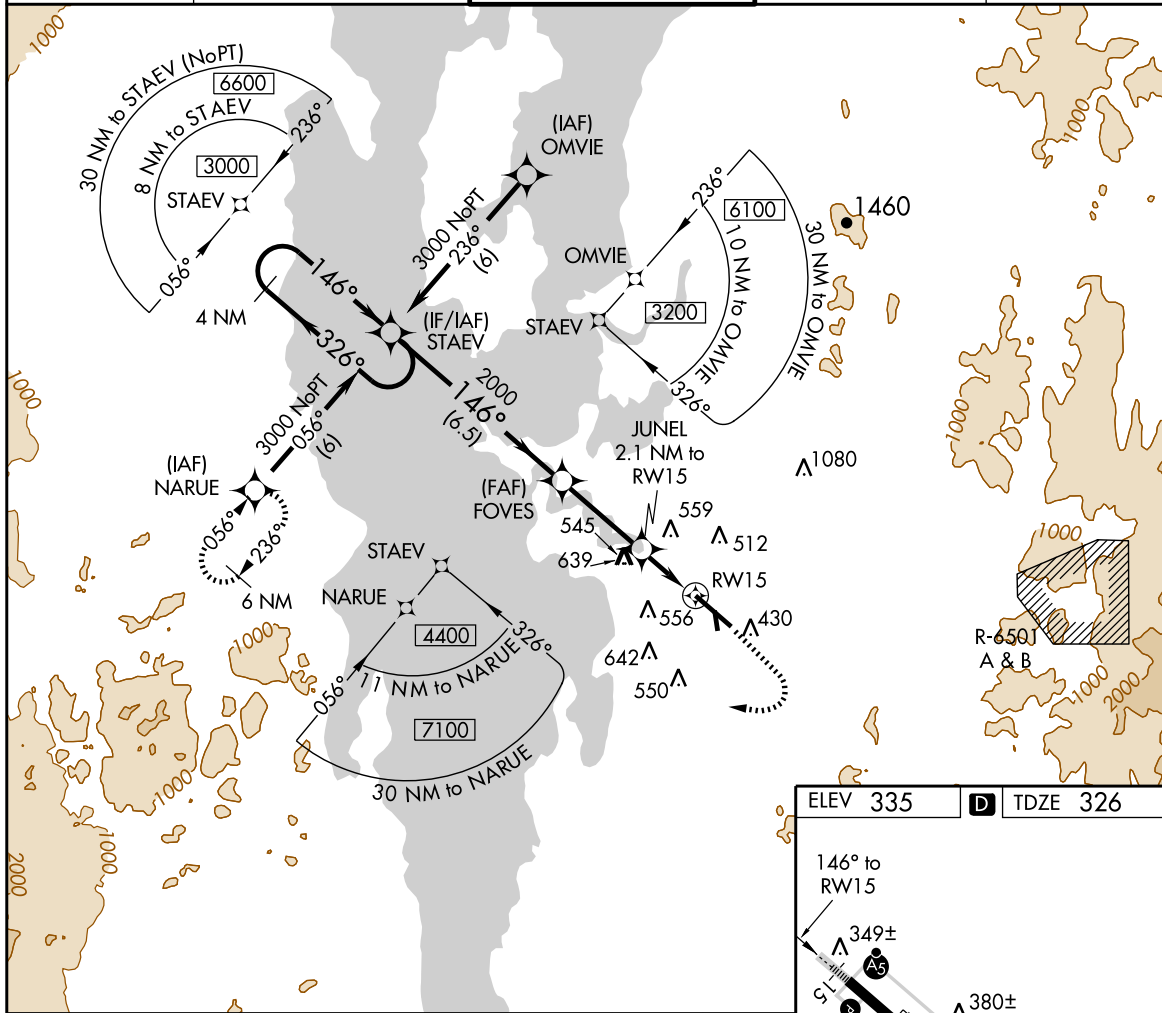 1000
30 NM to STAEV (NoPT)
6600
8 NM to STAEV
3000
STAEV
236°
056°
(IAF)
OMVIE
3000 NoPT
236°
(6)
236°
6100
1460
OMVIE
10 NM to OMVIE
30 NM to OMVIE
STAEV
3200
326°
1000
146°
4 NM
326°
(IF/IAF)
STAEV
2000
146°
(6.5)
1000
3000 NoPT
056°
(6)
(IAF)
NARUE
056°
236°
6 NM
(FAF)
FOVES
JUNEL
2.1 NM to
RW15
1080
1000
545
639
559
512
RW15
556
430
642
550
1000
R-6501
A & B
1000
2000
STAEV
NARUE
4400
326°
11 NM to NARUE
056°
7100
30 NM to NARUE
1000
1000
1000
2000
ELEV 335
D
TDZE 326
146° to
RW15
349±
A5
15
P
380±